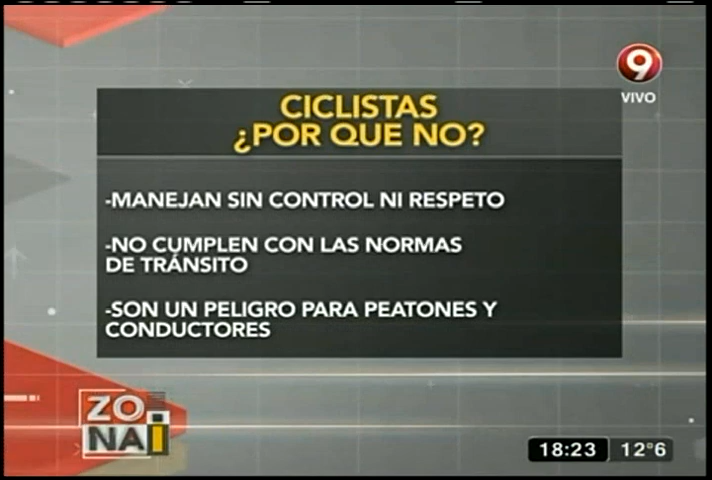 9
VIVO
CICLISTAS
¿POR QUE NO?
-MANEJAN SIN CONTROL NI RESPETO
-NO CUMPLEN CON LAS NORMAS
DE TRÁNSITO
-SON UN PELIGRO PARA PEATONES Y
CONDUCTORES
ZO
NAi
18:23 12°6